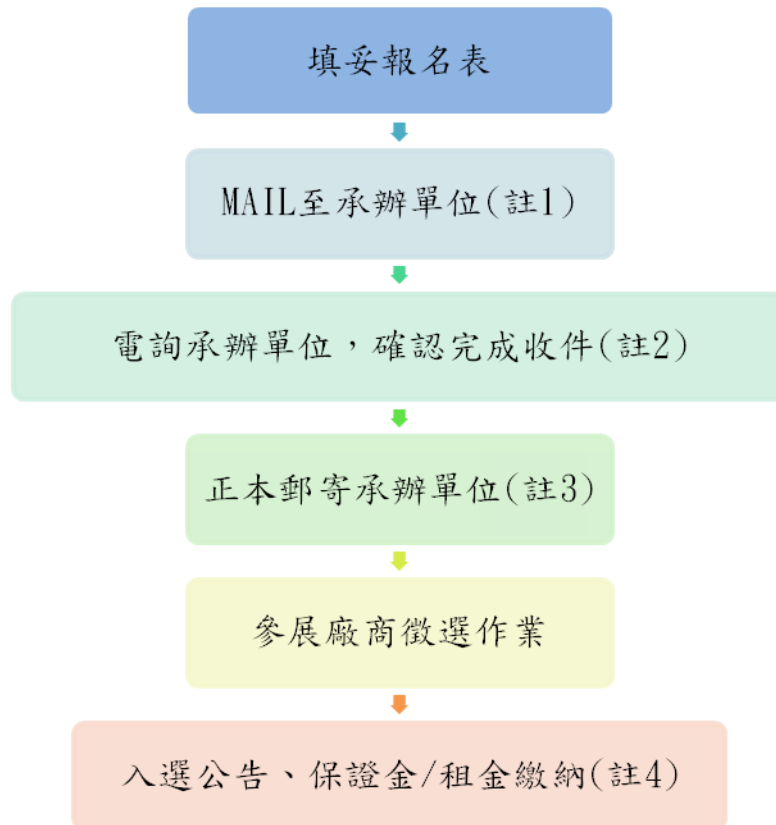 填妥報名表
MAIL至承辦單位(註1)
電詢承辦單位，確認完成收件(註2)
正本郵寄承辦單位(註3)
參展廠商徵選作業
入選公告、保證金/租金繳納(註4)